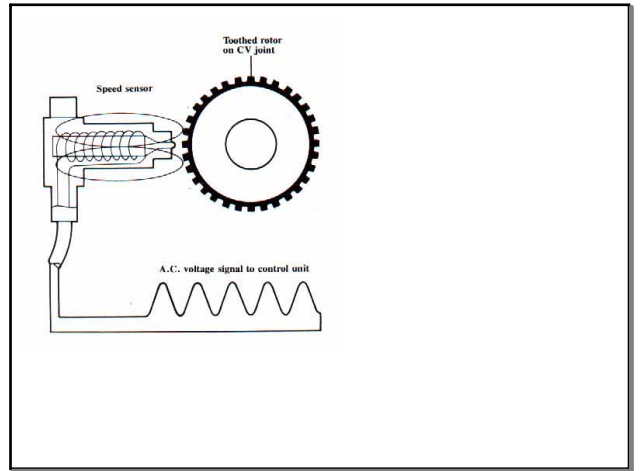 Toothed rotor
on CV joint
Speed sensor
A.C. voltage signal to control unit